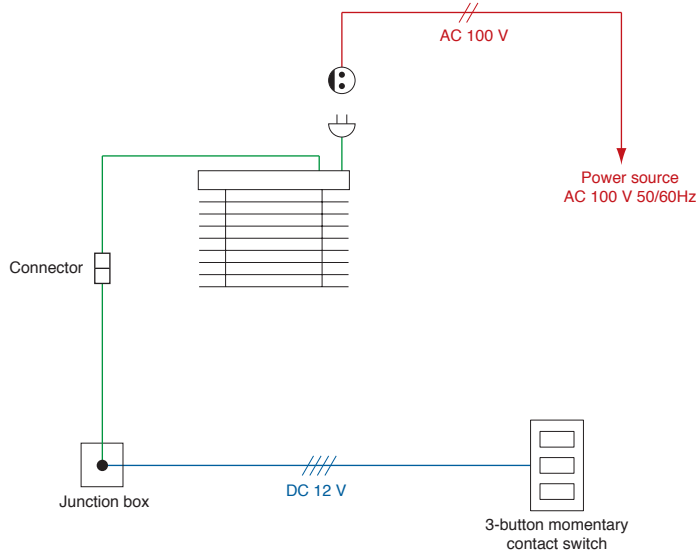 AC 100 V
Power source
AC 100 V 50/60Hz
Connector
Junction box
DC 12 V
3-button momentary
contact switch